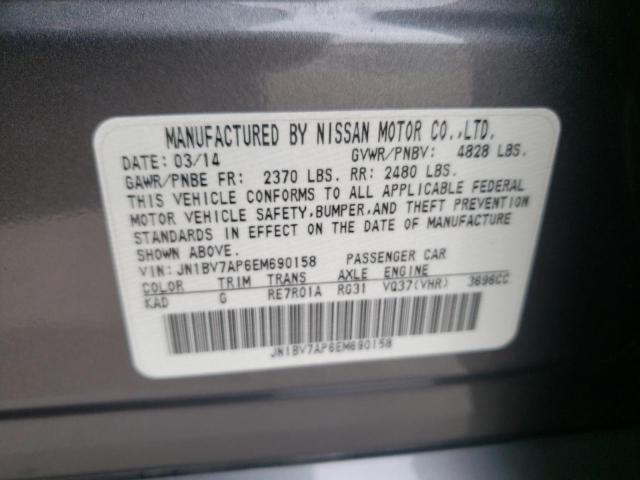 MANUFACTURED BY NISSAN MOTOR CO.,LTD.
DATE: 03/14 GVWR/PNBV: 4828 LBS.
GAWR/PNBE FR: 2370 LBS. RR: 2480 LBS.
THIS VEHICLE CONFORMS TO ALL APPLICABLE FEDERAL
MOTOR VEHICLE SAFETY,BUMPER,AND THEFT PREVENTION
STANDARDS IN EFFECT ON THE DATE OF MANUFACTURE
SHOWN ABOVE.
VIN: JN1BV7AP6EM690158 PASSENGER CAR
COLOR TRIM TRANS AXLE ENGINE
KAD G RE7R01A RG31 VQ37(VHR) 3696CC
JN1BV7AP6EM690158